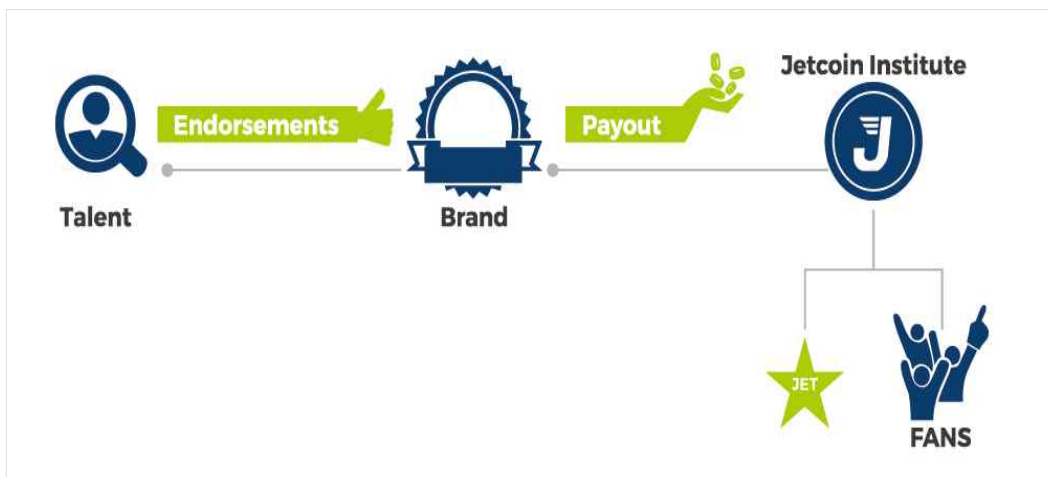 Jetcoin Institute
Endorsements
Payout
J
Talent
Brand
JET
FANS